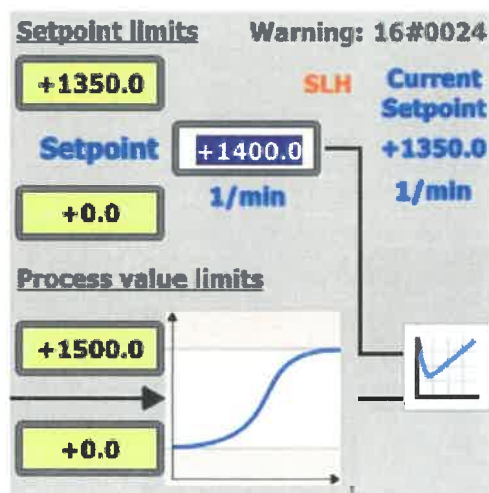 Setpoint limits Warning: 16#0024
+1350.0 SLH Current
Setpoint
Setpoint +1400.0 +1350.0
+0.0 1/min 1/min
Process value limits
+1500.0
+0.0